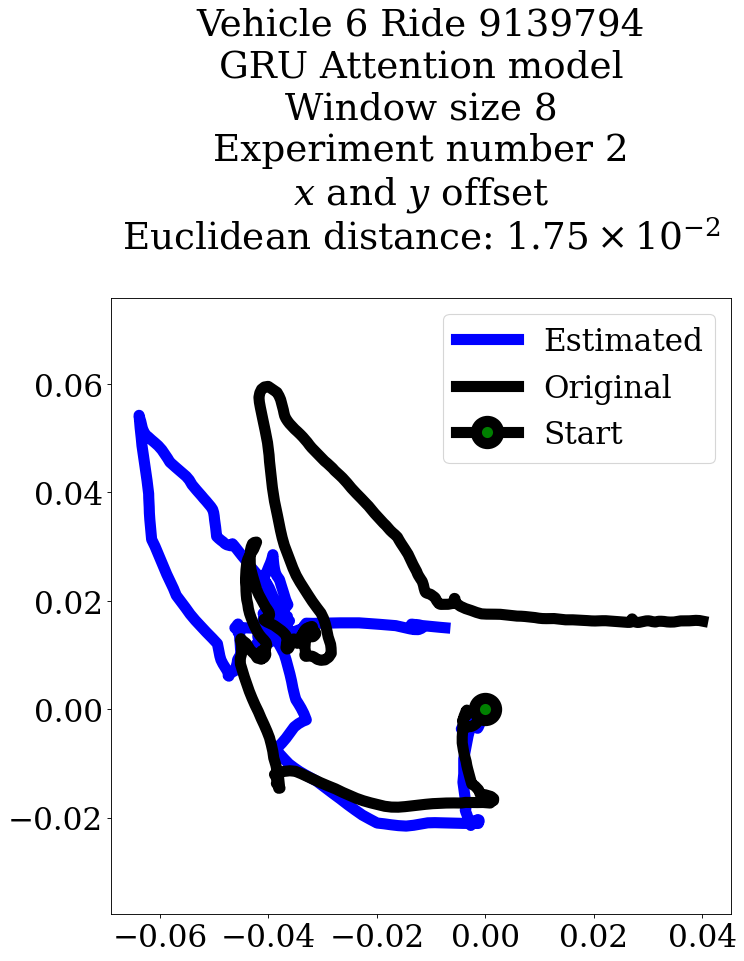 Vehicle 6 Ride 9139794
GRU Attention model
Window size 8
Experiment number 2
x and y offset
Euclidean distance: 1.75 × 10⁻²
Estimated
Original
Start
0.06
0.04
0.02
0.00
−0.02
−0.06 −0.04 −0.02 0.00 0.02 0.04